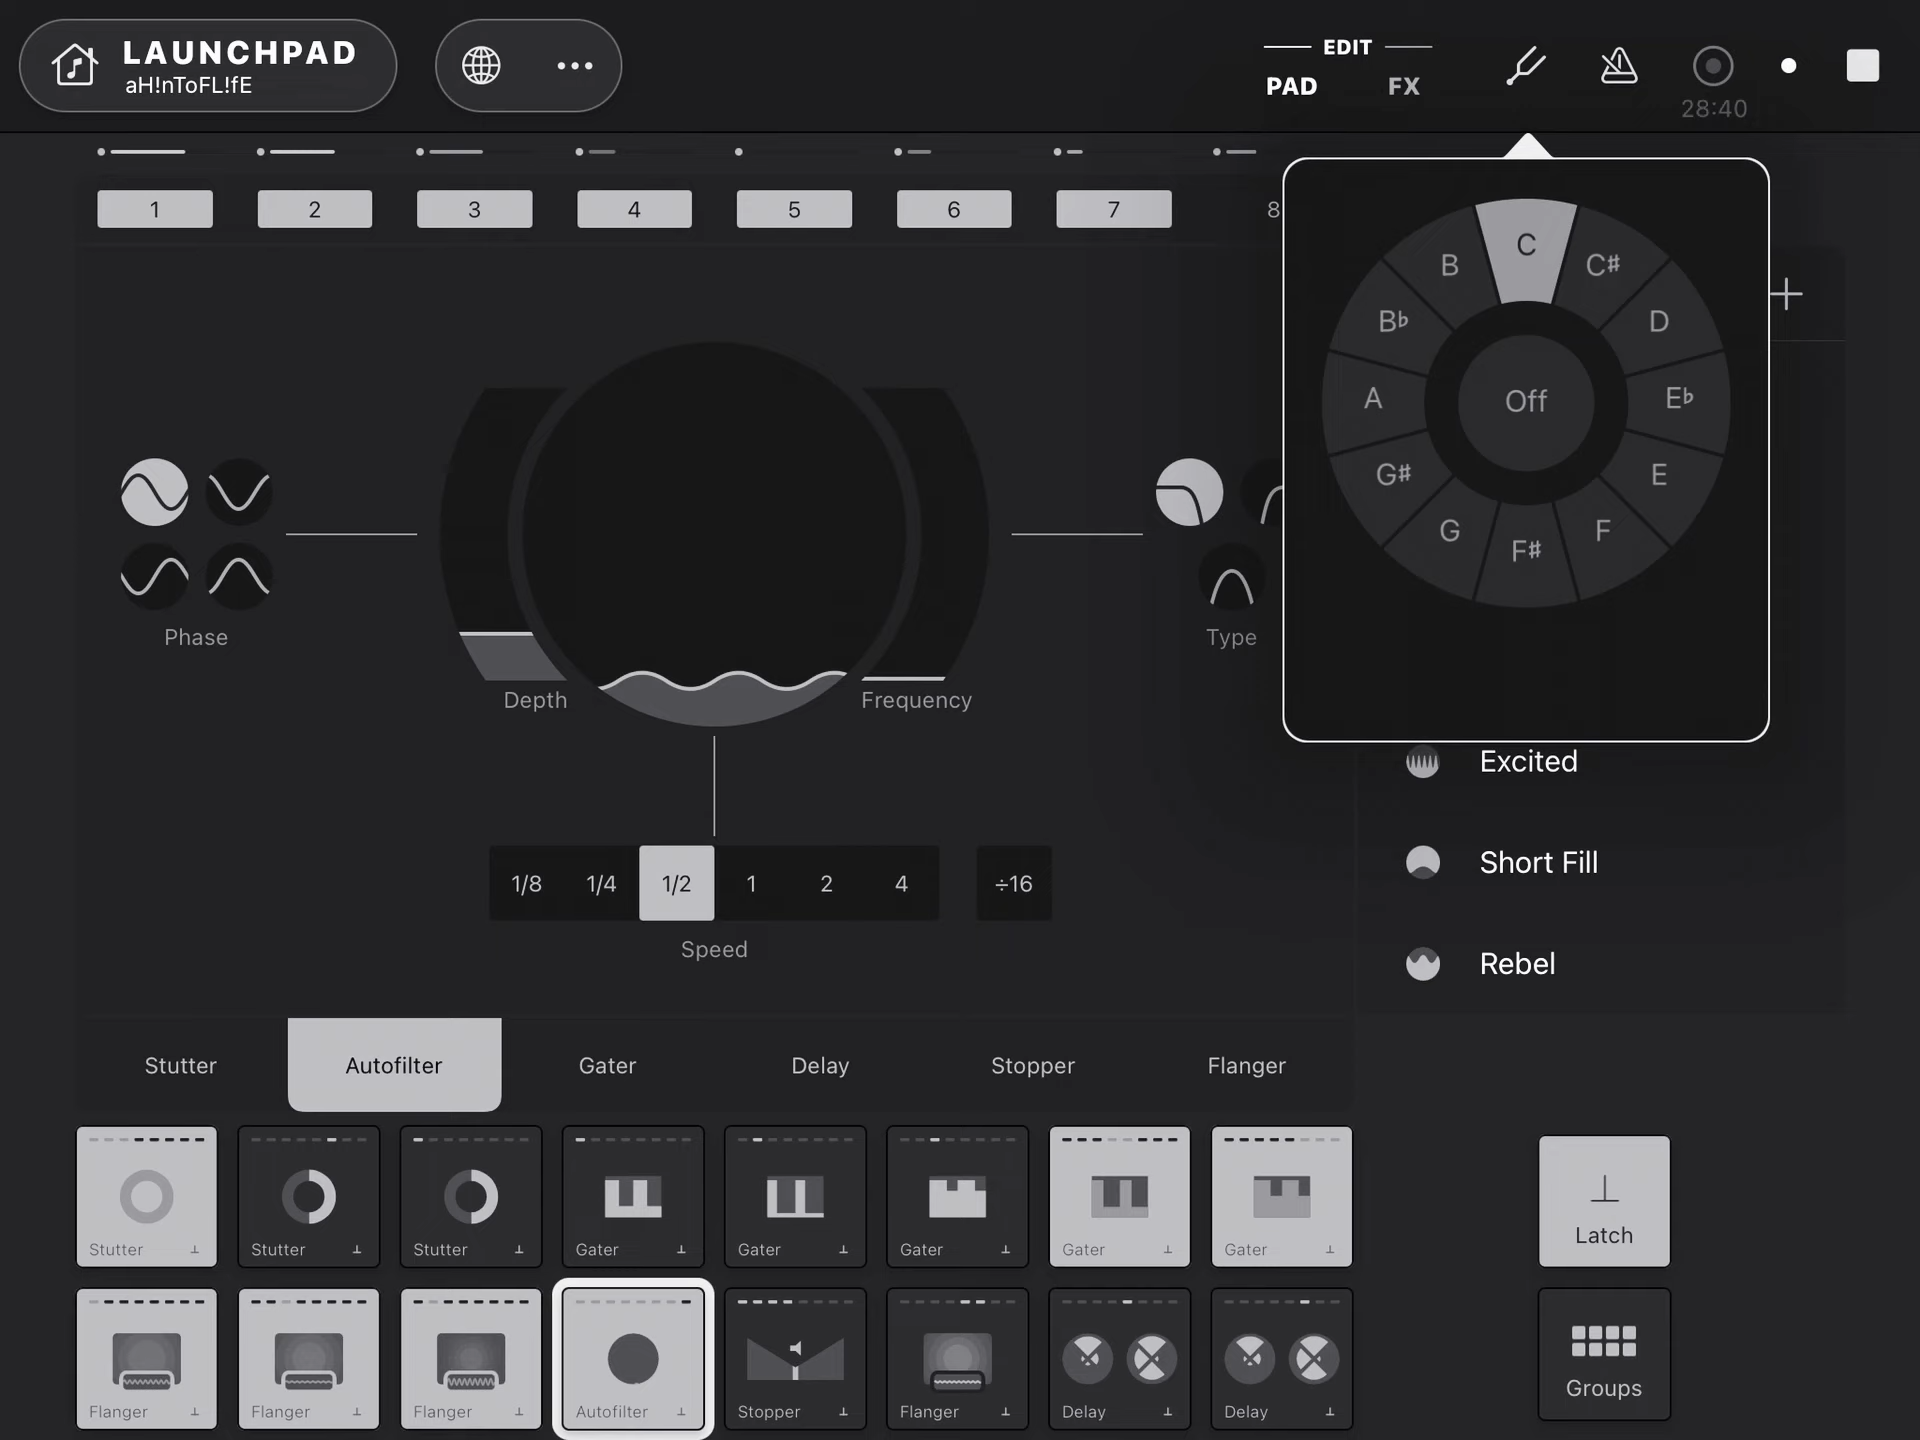 LAUNCHPAD
aH!nToFL!fE
EDIT
PAD FX
28:40
1 2 3 4 5 6 7 8
C
C♯
D
E♭
E
F
F♯
G
G♯
A
B♭
B
Off
Phase
Depth
Frequency
Type
1/8 1/4 1/2 1 2 4 ÷16
Speed
Excited
Short Fill
Rebel
Stutter Autofilter Gater Delay Stopper Flanger
Stutter Stutter Stutter Gater Gater Gater Gater Gater
Latch
Flanger Flanger Flanger Autofilter Stopper Flanger Delay Delay
Groups